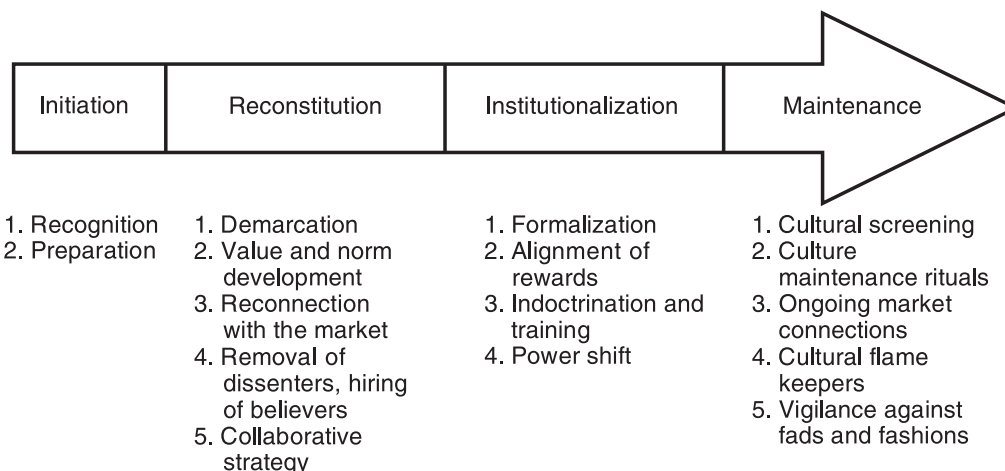 Initiation
Reconstitution
Institutionalization
Maintenance
1. Recognition
2. Preparation
1. Demarcation
2. Value and norm
development
3. Reconnection
with the market
4. Removal of
dissenters, hiring
of believers
5. Collaborative
strategy
1. Formalization
2. Alignment of
rewards
3. Indoctrination and
training
4. Power shift
1. Cultural screening
2. Culture
maintenance rituals
3. Ongoing market
connections
4. Cultural flame
keepers
5. Vigilance against
fads and fashions